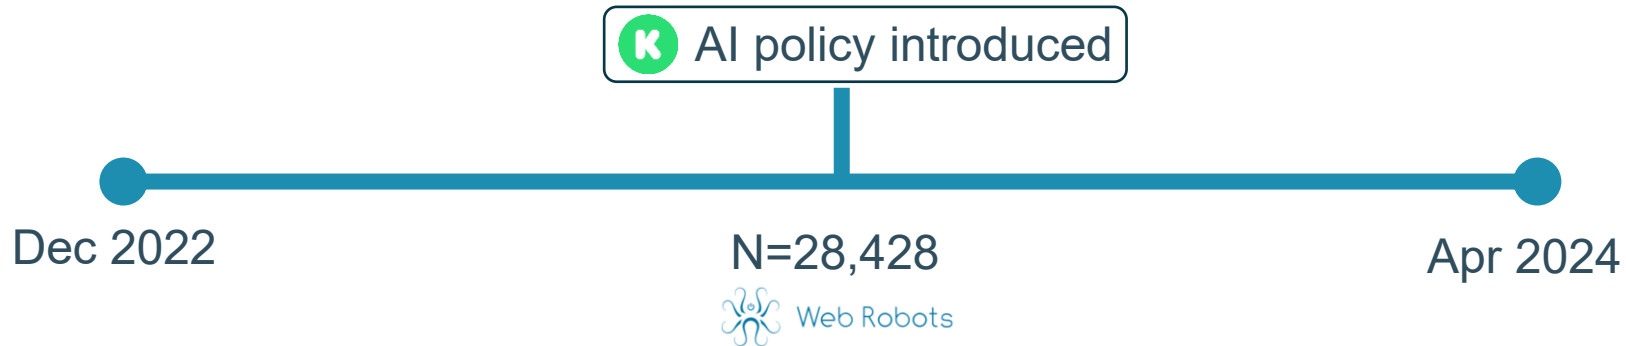 K AI policy introduced
Dec 2022
N=28,428
Apr 2024
Web Robots